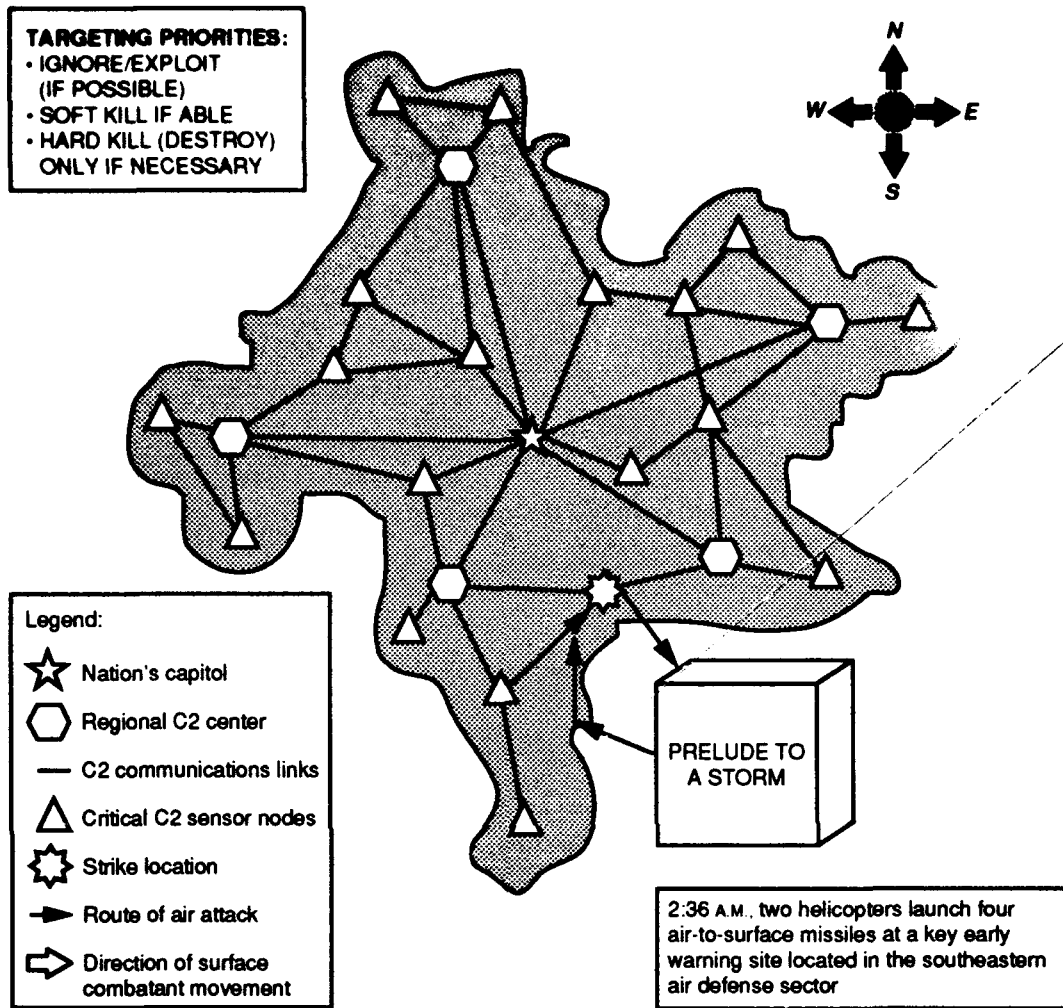 TARGETING PRIORITIES:
• IGNORE/EXPLOIT
(IF POSSIBLE)
• SOFT KILL IF ABLE
• HARD KILL (DESTROY)
ONLY IF NECESSARY
N
W
E
S
Legend:
Nation's capitol
Regional C2 center
C2 communications links
Critical C2 sensor nodes
Strike location
Route of air attack
Direction of surface
combatant movement
PRELUDE TO
A STORM
2:36 A.M., two helicopters launch four
air-to-surface missiles at a key early
warning site located in the southeastern
air defense sector